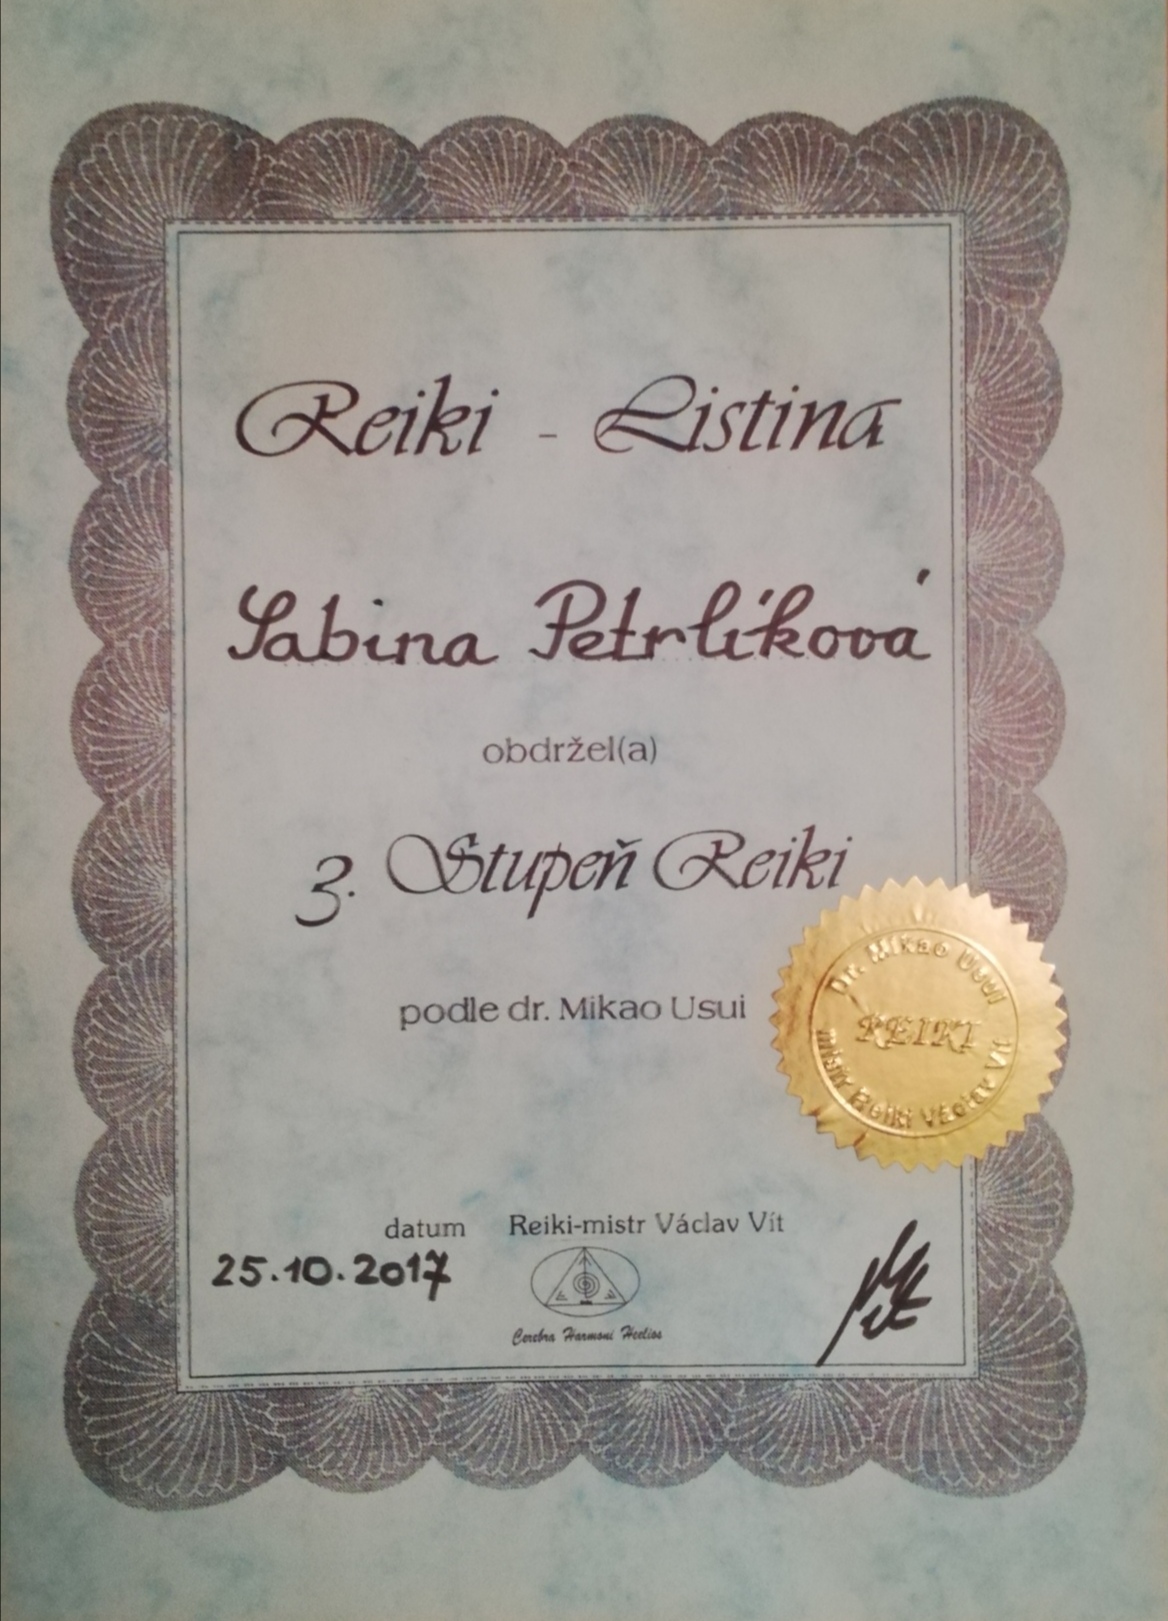 Reiki - Listina
Sabina Petrlíková
obdržel(a)
3. Stupeň Reiki
podle dr. Mikao Usui
Dr. Mikao Usui
REIKI
mistr Reiki Václav Vít
datum
Reiki-mistr Václav Vít
25.10.2017
Cerebra Harmoni Heelios